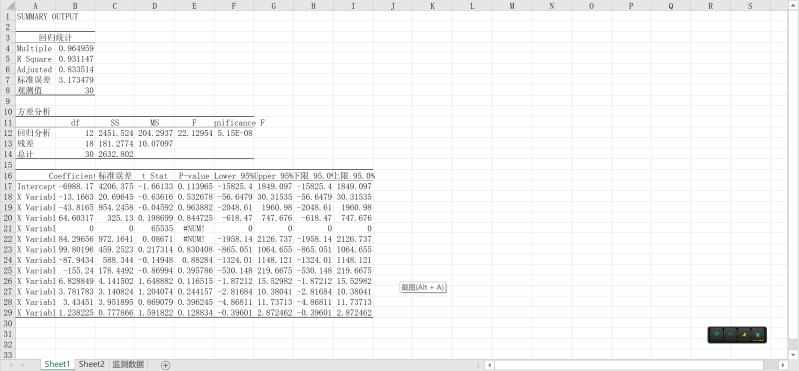 A B C D E F G H I J K L M N O P Q R S
1 SUMMARY OUTPUT
2
3 回归统计
4 Multiple 0.964959
5 R Square 0.931147
6 Adjusted 0.833514
7 标准误差 3.173479
8 观测值 30
9
10 方差分析
11 df SS MS F gnificance F
12 回归分析 12 2451.524 204.2937 22.12954 5.15E-08
13 残差 18 181.2774 10.07097
14 总计 30 2632.802
15
16 Coefficient 标准误差 t Stat P-value Lower 95% Upper 95% 下限 95.0% 上限 95.0%
17 Intercept -6988.17 4206.375 -1.66133 0.113965 -15825.4 1849.097 -15825.4 1849.097
18 X Variabl -13.1663 20.69645 -0.63616 0.532678 -56.6479 30.31535 -56.6479 30.31535
19 X Variabl -43.8165 954.2458 -0.04592 0.963882 -2048.61 1960.98 -2048.61 1960.98
20 X Variabl 64.60317 325.13 0.198699 0.844725 -618.47 747.676 -618.47 747.676
21 X Variabl 0 0 65535 #NUM! 0 0 0 0
22 X Variabl 84.29656 972.1641 0.08671 #NUM! -1958.14 2126.737 -1958.14 2126.737
23 X Variabl 99.80196 459.2523 0.217314 0.830408 -865.051 1064.655 -865.051 1064.655
24 X Variabl -87.9434 588.344 -0.14948 0.88284 -1324.01 1148.121 -1324.01 1148.121
25 X Variabl -155.24 178.4492 -0.86994 0.395786 -530.148 219.6675 -530.148 219.6675
26 X Variabl 6.828849 4.141502 1.648882 0.116515 -1.87212 15.52982 -1.87212 15.52982
27 X Variabl 3.781783 3.140824 1.204074 0.244157 -2.81684 10.38041 -2.81684 10.38041
28 X Variabl 3.43451 3.951895 0.869079 0.396245 -4.86811 11.73713 -4.86811 11.73713
29 X Variabl 1.238225 0.777866 1.591822 0.128834 -0.39601 2.872462 -0.39601 2.872462
30
31
32
33
截图(Alt + A)
Sheet1 Sheet2 监测数据